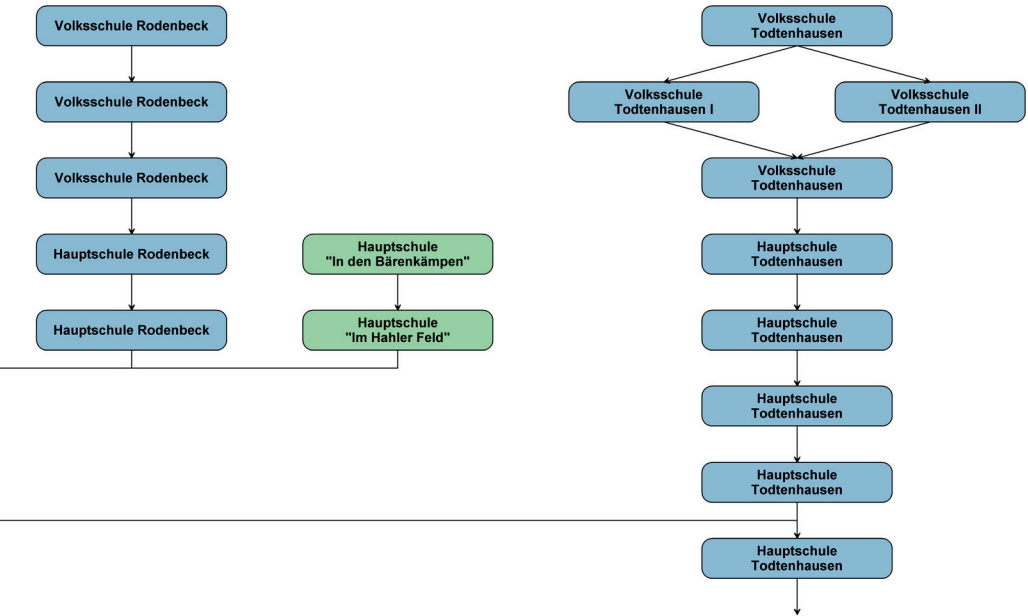 Volksschule Rodenbeck
Volksschule
Todtenhausen
Volksschule Rodenbeck
Volksschule
Todtenhausen I
Volksschule
Todtenhausen II
Volksschule Rodenbeck
Volksschule
Todtenhausen
Hauptschule Rodenbeck
Hauptschule
"In den Bärenkämpen"
Hauptschule
Todtenhausen
Hauptschule Rodenbeck
Hauptschule
"Im Hahler Feld"
Hauptschule
Todtenhausen
Hauptschule
Todtenhausen
Hauptschule
Todtenhausen
Hauptschule
Todtenhausen